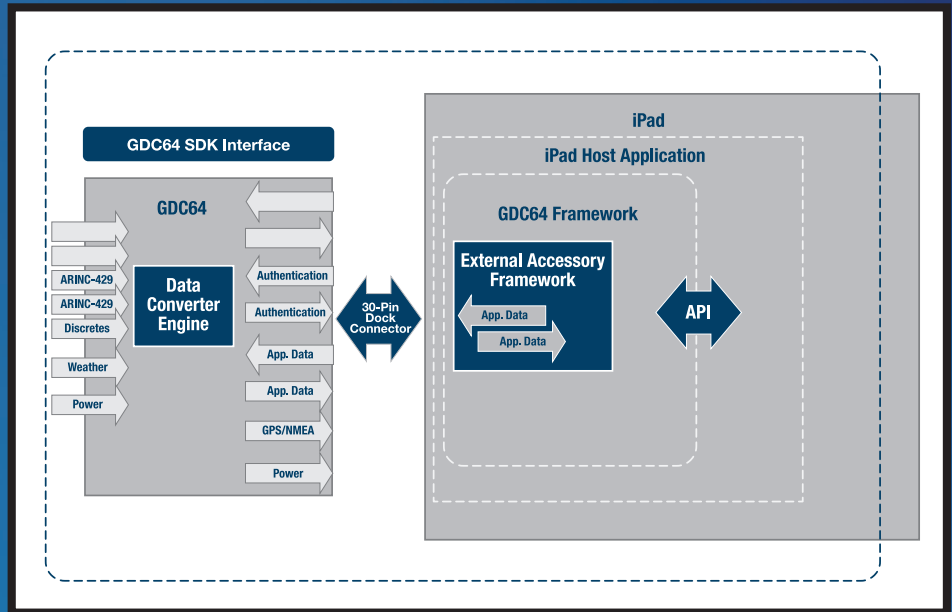 iPad
iPad Host Application
GDC64 SDK Interface
GDC64
GDC64 Framework
ARINC-429
ARINC-429
Discretes
Weather
Power
Data
Converter
Engine
Authentication
Authentication
App. Data
App. Data
GPS/NMEA
Power
30-Pin
Dock
Connector
External Accessory
Framework
App. Data
App. Data
API